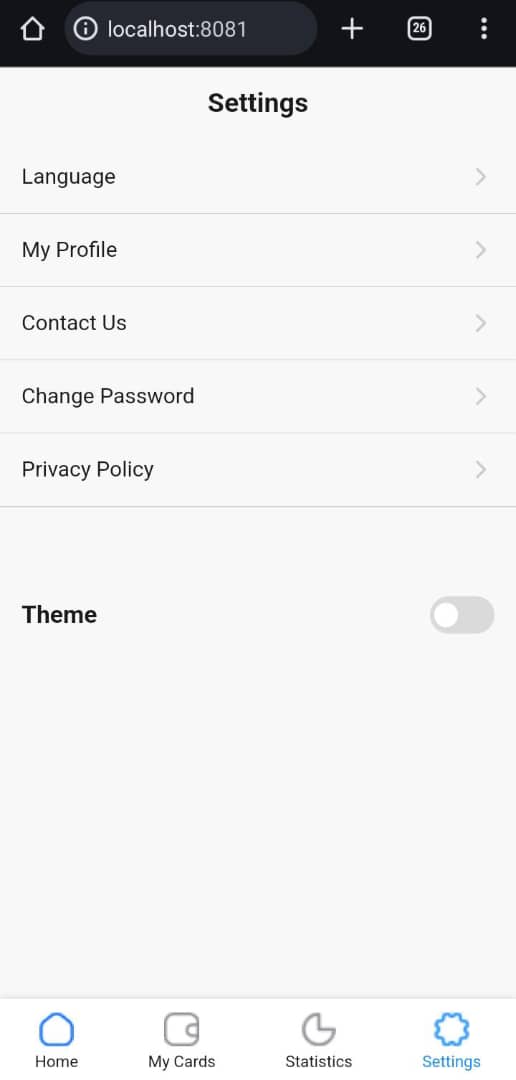 localhost:8081
26
Settings
Language
My Profile
Contact Us
Change Password
Privacy Policy
Theme
Home
My Cards
Statistics
Settings